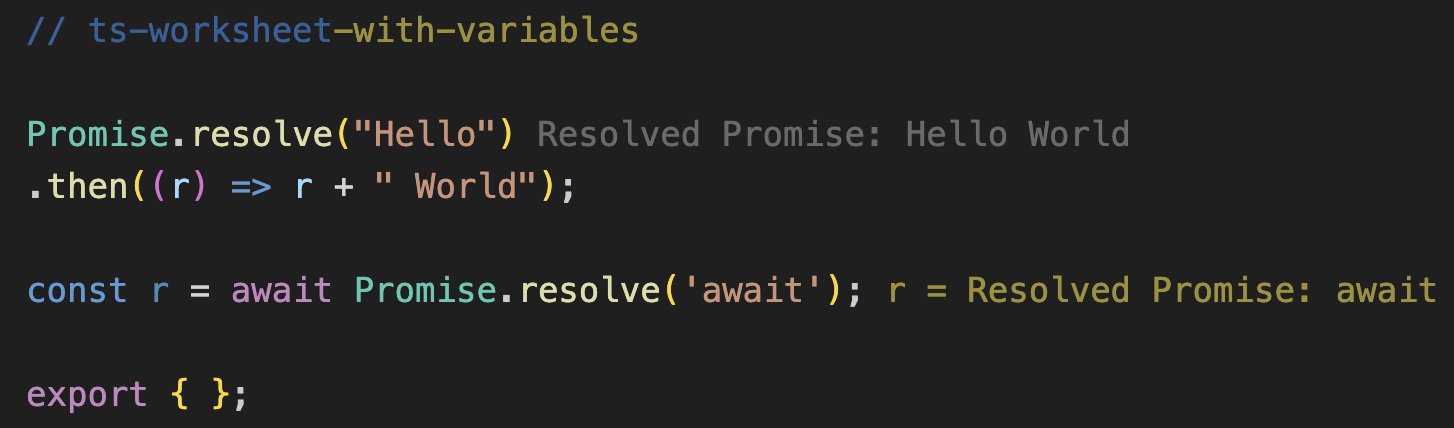 // ts-worksheet-with-variables
Promise.resolve("Hello") Resolved Promise: Hello World
.then((r) => r + " World");
const r = await Promise.resolve('await'); r = Resolved Promise: await
export { };